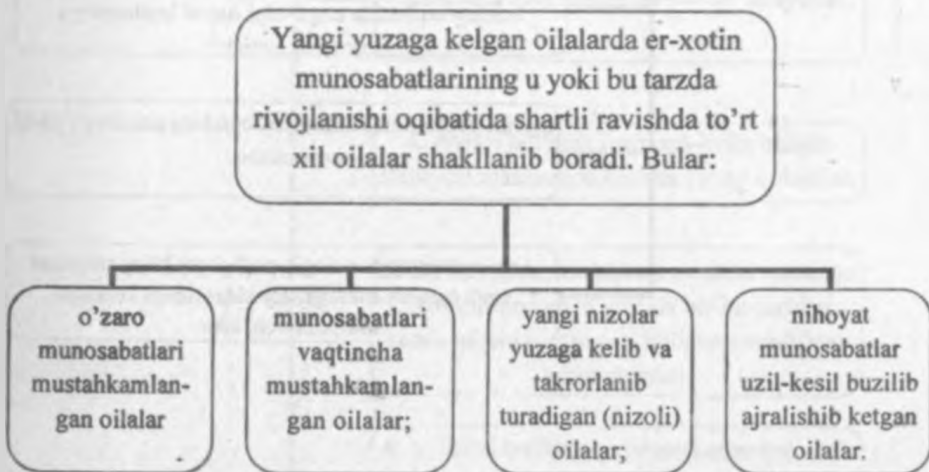 Yangi yuzaga kelgan oilalarda er-xotin
munosabatlarining u yoki bu tarzda
rivojlanishi oqibatida shartli ravishda to’rt
xil oilalar shakllanib boradi. Bular:
o’zaro
munosabatlari
mustahkamlan-
gan oilalar
munosabatlari
vaqtincha
mustahkamlan-
gan oilalar;
yangi nizolar
yuzaga kelib va
takrorlanib
turadigan (nizoli)
oilalar;
nihoyat
munosabatlar
uzil-kesil buzilib
ajralishib ketgan
oilalar.